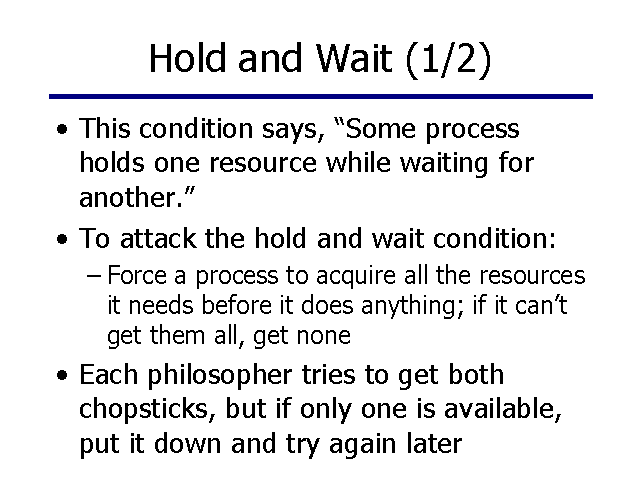 Hold and Wait (1/2)
• This condition says, “Some process
holds one resource while waiting for
another.”
• To attack the hold and wait condition:
– Force a process to acquire all the resources
it needs before it does anything; if it can’t
get them all, get none
• Each philosopher tries to get both
chopsticks, but if only one is available,
put it down and try again later